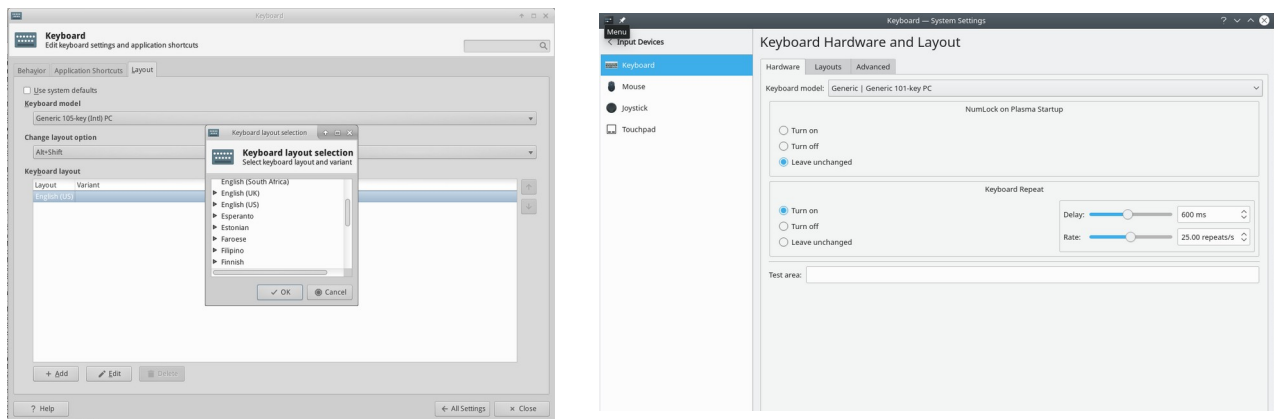 Keyboard
Keyboard
Edit keyboard settings and application shortcuts
Behavior Application Shortcuts Layout
Use system defaults
Keyboard model
Generic 105-key (Intl) PC
Change layout option
Alt+Shift
Keyboard layout
Layout Variant
English (US)
Keyboard layout selection
Keyboard layout selection
Select keyboard layout and variant
English (South Africa)
English (UK)
English (US)
Esperanto
Estonian
Faroese
Filipino
Finnish
OK Cancel
+ Add Edit Delete
? Help All Settings Close
Keyboard — System Settings
Menu
Input Devices
Keyboard
Mouse
Joystick
Touchpad
Keyboard Hardware and Layout
Hardware Layouts Advanced
Keyboard model: Generic | Generic 101-key PC
NumLock on Plasma Startup
Turn on
Turn off
Leave unchanged
Keyboard Repeat
Turn on
Turn off
Leave unchanged
Delay: 600 ms
Rate: 25.00 repeats/s
Test area: